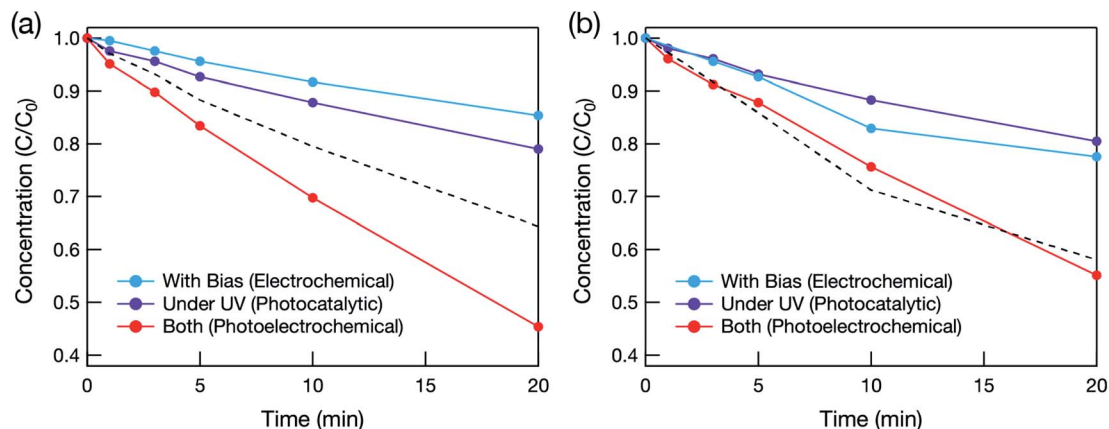 (a)
Concentration (C/C₀)
1.0
0.9
0.8
0.7
0.6
0.5
0.4
With Bias (Electrochemical)
Under UV (Photocatalytic)
Both (Photoelectrochemical)
0 5 10 15 20
Time (min)
(b)
Concentration (C/C₀)
1.0
0.9
0.8
0.7
0.6
0.5
0.4
With Bias (Electrochemical)
Under UV (Photocatalytic)
Both (Photoelectrochemical)
0 5 10 15 20
Time (min)